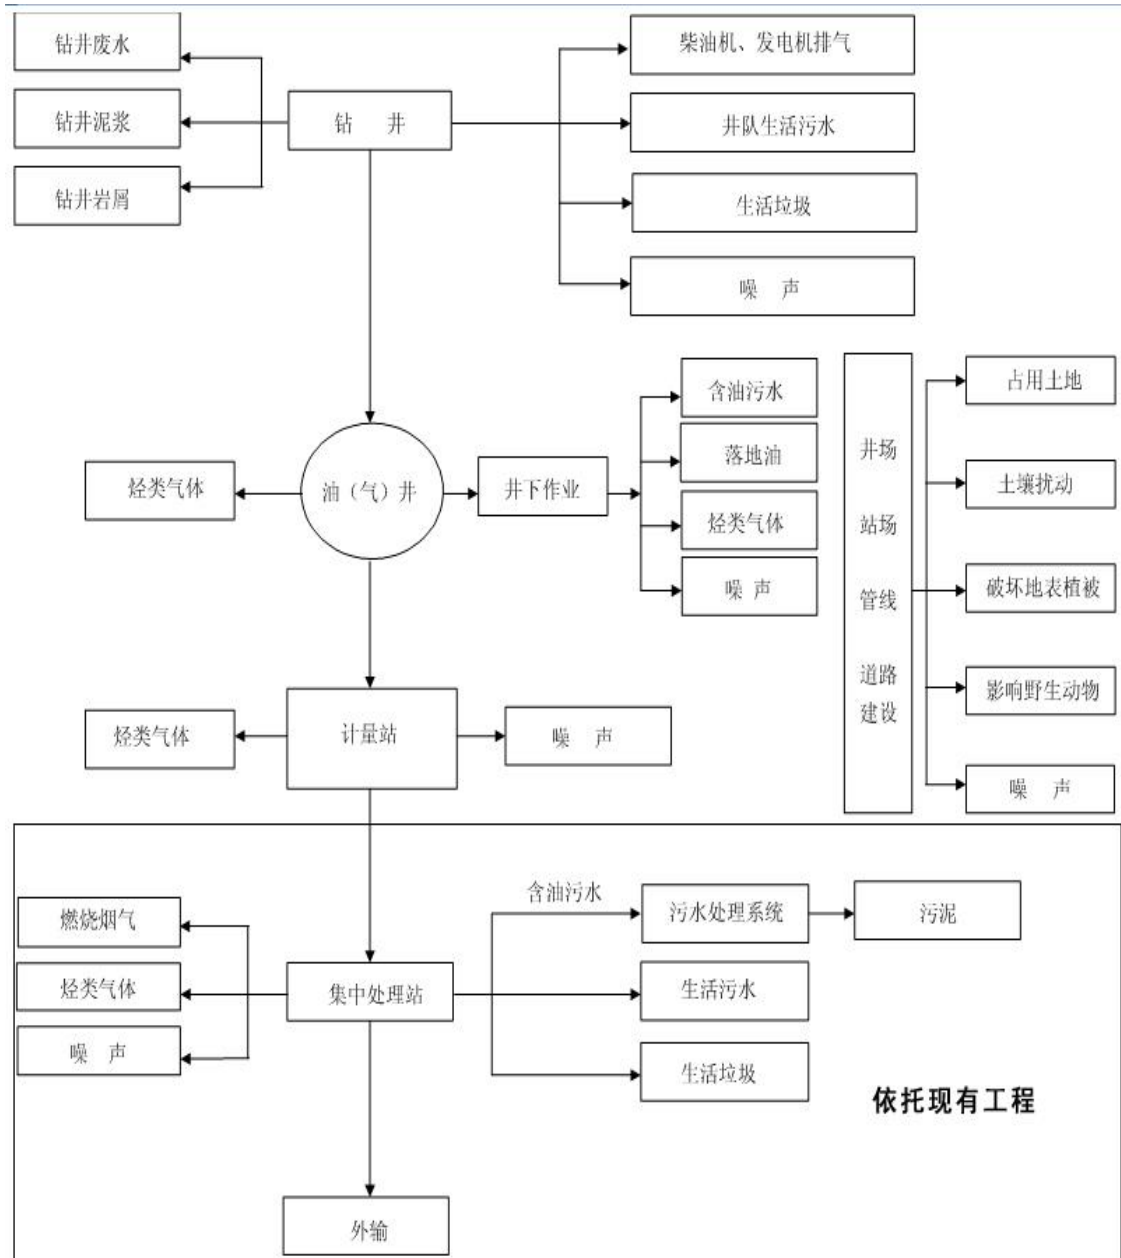 钻井废水
钻井泥浆
钻井岩屑
钻 井
柴油机、发电机排气
井队生活污水
生活垃圾
噪 声
烃类气体
油（气）井
井下作业
含油污水
落地油
烃类气体
噪 声
井场
站场
管线
道路
建设
占用土地
土壤扰动
破坏地表植被
影响野生动物
噪 声
烃类气体
计量站
噪 声
燃烧烟气
烃类气体
噪 声
集中处理站
含油污水
污水处理系统
污泥
生活污水
生活垃圾
依托现有工程
外输